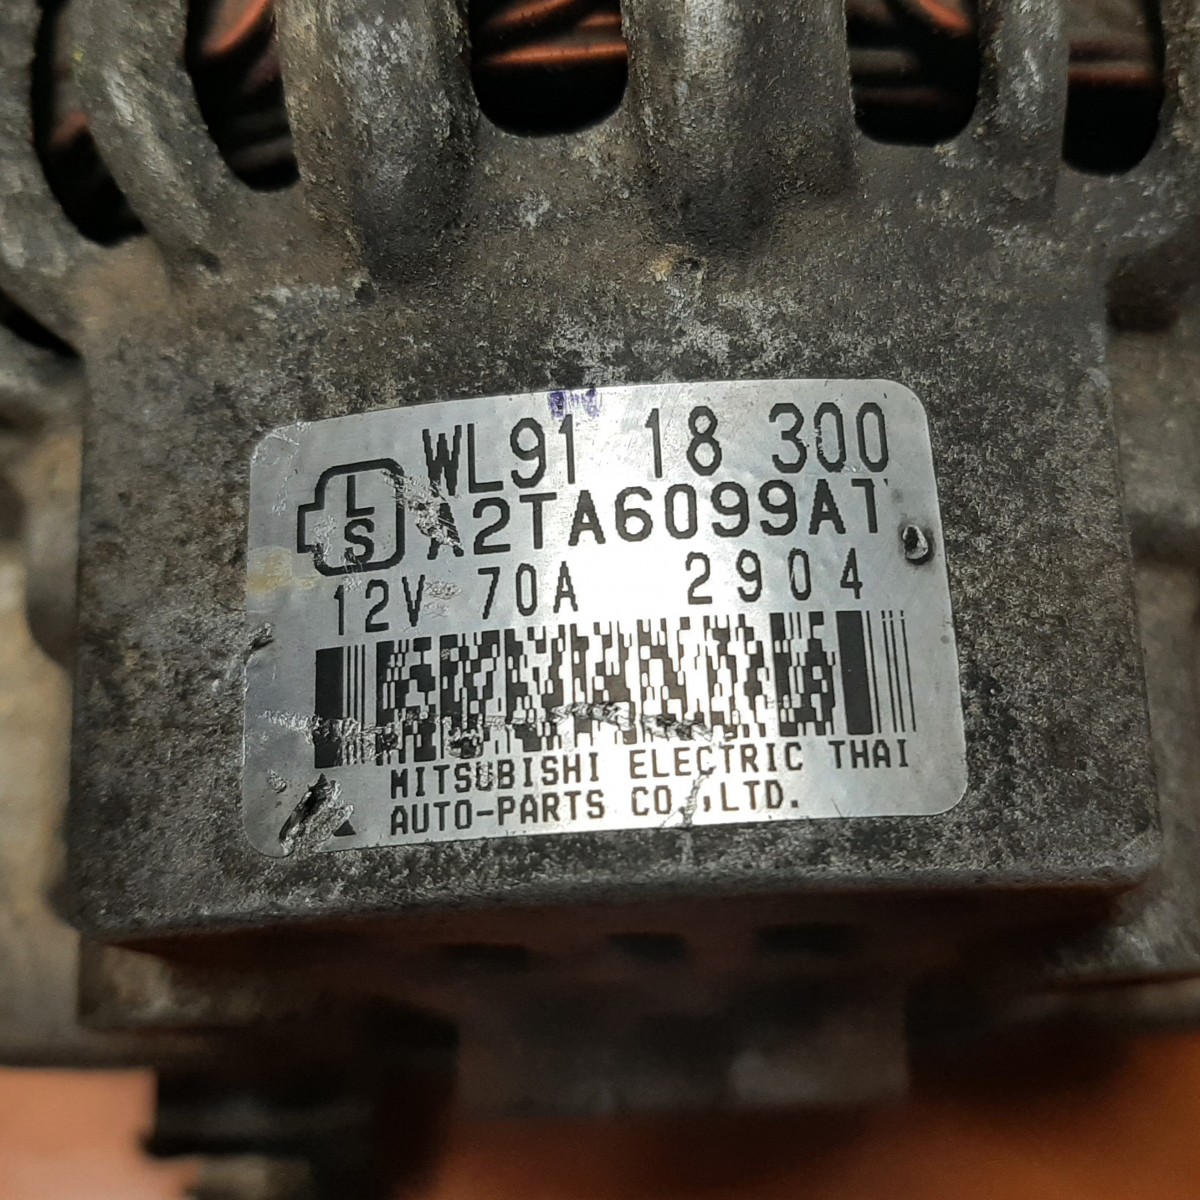 WL91 18 300
L
S
A2TA6099AT
12V 70A 2904
MITSUBISHI ELECTRIC THAI
AUTO-PARTS CO.,LTD.